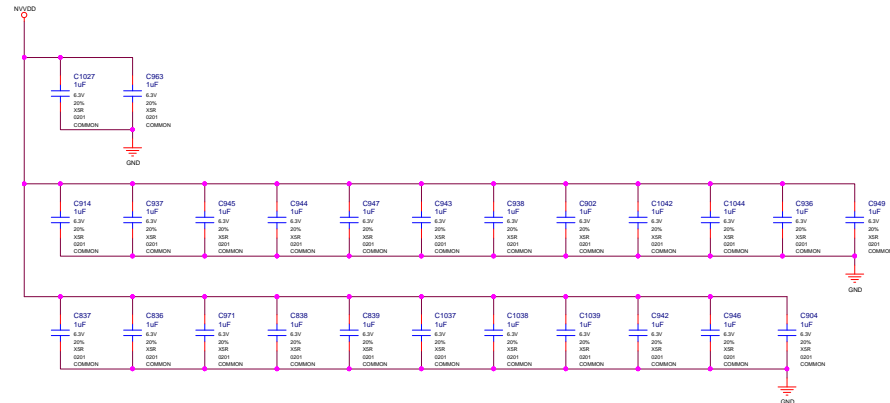 NVVDD
C1027
1uF
6.3V
20%
X5R
0201
COMMON
C963
1uF
6.3V
20%
X5R
0201
COMMON
GND
C914
1uF
6.3V
20%
X5R
0201
COMMON
C937
1uF
6.3V
20%
X5R
0201
COMMON
C945
1uF
6.3V
20%
X5R
0201
COMMON
C944
1uF
6.3V
20%
X5R
0201
COMMON
C947
1uF
6.3V
20%
X5R
0201
COMMON
C943
1uF
6.3V
20%
X5R
0201
COMMON
C938
1uF
6.3V
20%
X5R
0201
COMMON
C902
1uF
6.3V
20%
X5R
0201
COMMON
C1042
1uF
6.3V
20%
X5R
0201
COMMON
C1044
1uF
6.3V
20%
X5R
0201
COMMON
C936
1uF
6.3V
20%
X5R
0201
COMMON
C949
1uF
6.3V
20%
X5R
0201
COMMON
GND
C837
1uF
6.3V
20%
X5R
0201
COMMON
C836
1uF
6.3V
20%
X5R
0201
COMMON
C971
1uF
6.3V
20%
X5R
0201
COMMON
C838
1uF
6.3V
20%
X5R
0201
COMMON
C839
1uF
6.3V
20%
X5R
0201
COMMON
C1037
1uF
6.3V
20%
X5R
0201
COMMON
C1038
1uF
6.3V
20%
X5R
0201
COMMON
C1039
1uF
6.3V
20%
X5R
0201
COMMON
C942
1uF
6.3V
20%
X5R
0201
COMMON
C946
1uF
6.3V
20%
X5R
0201
COMMON
C904
1uF
6.3V
20%
X5R
0201
COMMON
GND